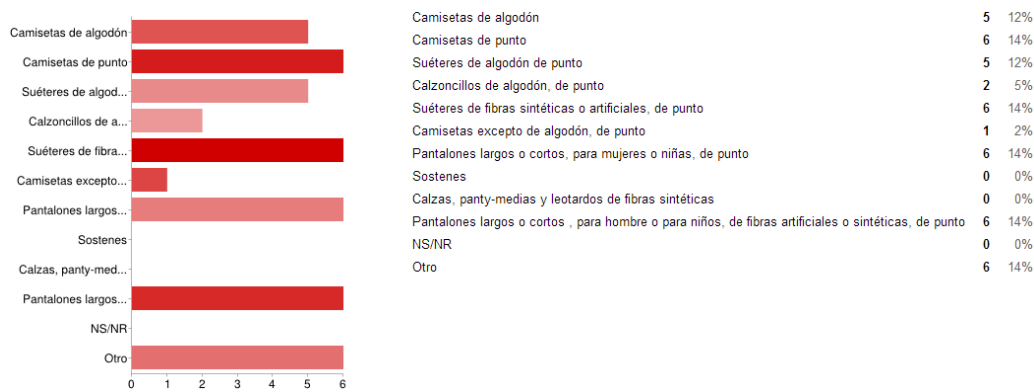 Camisetas de algodón
Camisetas de punto
Suéteres de algod...
Calzoncillos de a...
Suéteres de fibra...
Camisetas excepto...
Pantalones largos...
Sostenes
Calzas, panty-med...
Pantalones largos...
NS/NR
Otro
0 1 2 3 4 5 6
Camisetas de algodón 5 12%
Camisetas de punto 6 14%
Suéteres de algodón de punto 5 12%
Calzoncillos de algodón, de punto 2 5%
Suéteres de fibras sintéticas o artificiales, de punto 6 14%
Camisetas excepto de algodón, de punto 1 2%
Pantalones largos o cortos, para mujeres o niñas, de punto 6 14%
Sostenes 0 0%
Calzas, panty-medias y leotardos de fibras sintéticas 0 0%
Pantalones largos o cortos , para hombre o para niños, de fibras artificiales o sintéticas, de punto 6 14%
NS/NR 0 0%
Otro 6 14%